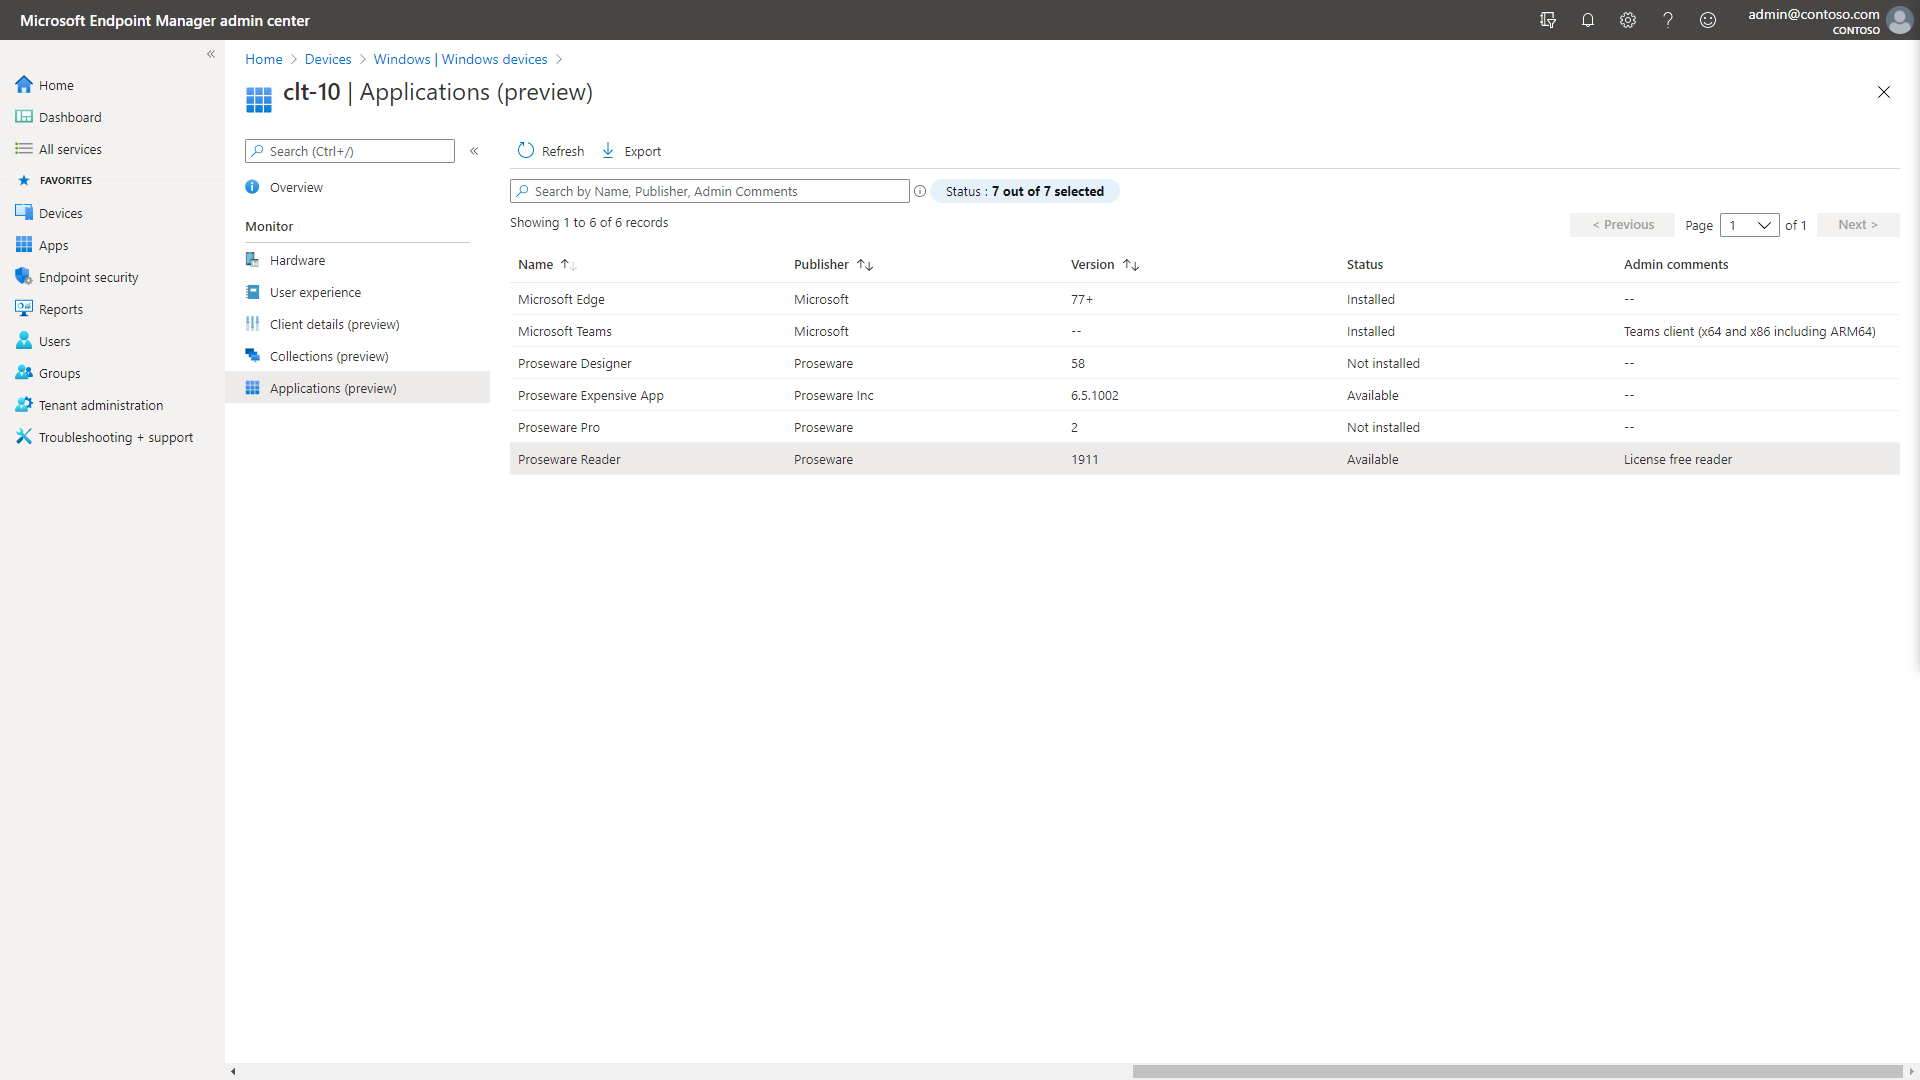 Microsoft Endpoint Manager admin center
admin@contoso.com
CONTOSO
Home
Dashboard
All services
FAVORITES
Devices
Apps
Endpoint security
Reports
Users
Groups
Tenant administration
Troubleshooting + support
Home > Devices > Windows | Windows devices >
clt-10 | Applications (preview)
Search (Ctrl+/)
Overview
Monitor
Hardware
User experience
Client details (preview)
Collections (preview)
Applications (preview)
Refresh Export
Search by Name, Publisher, Admin Comments
Status : 7 out of 7 selected
Showing 1 to 6 of 6 records
< Previous Page 1 of 1 Next >
Name Publisher Version Status Admin comments
Microsoft Edge Microsoft 77+ Installed --
Microsoft Teams Microsoft -- Installed Teams client (x64 and x86 including ARM64)
Proseware Designer Proseware 58 Not installed --
Proseware Expensive App Proseware Inc 6.5.1002 Available --
Proseware Pro Proseware 2 Not installed --
Proseware Reader Proseware 1911 Available License free reader